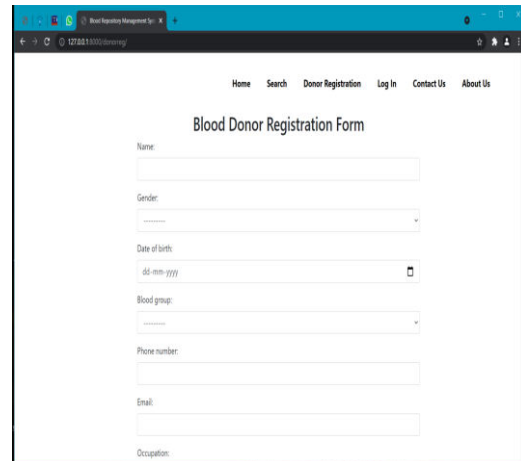 Blood Repository Management Sys
127.0.0.1:8000/donorreg/
Home Search Donor Registration Log In Contact Us About Us
Blood Donor Registration Form
Name:
Gender:
---------
Date of birth:
dd-mm-yyyy
Blood group:
---------
Phone number:
Email:
Occupation: